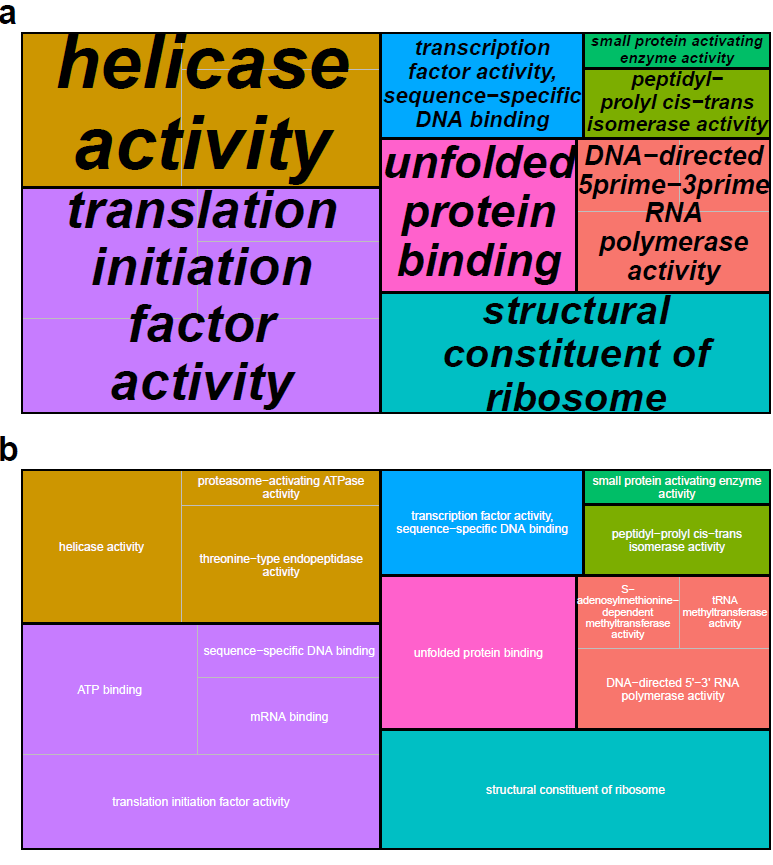 a
helicase
activity
translation
initiation
factor
activity
transcription
factor activity,
sequence−specific
DNA binding
small protein activating
enzyme activity
peptidyl−
prolyl cis−trans
isomerase activity
unfolded
protein
binding
DNA−directed
5prime−3prime
RNA
polymerase
activity
structural
constituent of
ribosome
b
helicase activity
proteasome−activating ATPase
activity
threonine−type endopeptidase
activity
ATP binding
sequence−specific DNA binding
mRNA binding
translation initiation factor activity
transcription factor activity,
sequence−specific DNA binding
small protein activating enzyme
activity
peptidyl−prolyl cis−trans
isomerase activity
unfolded protein binding
S−
adenosylmethionine−
dependent
methyltransferase
activity
tRNA
methyltransferase
activity
DNA−directed 5'−3' RNA
polymerase activity
structural constituent of ribosome